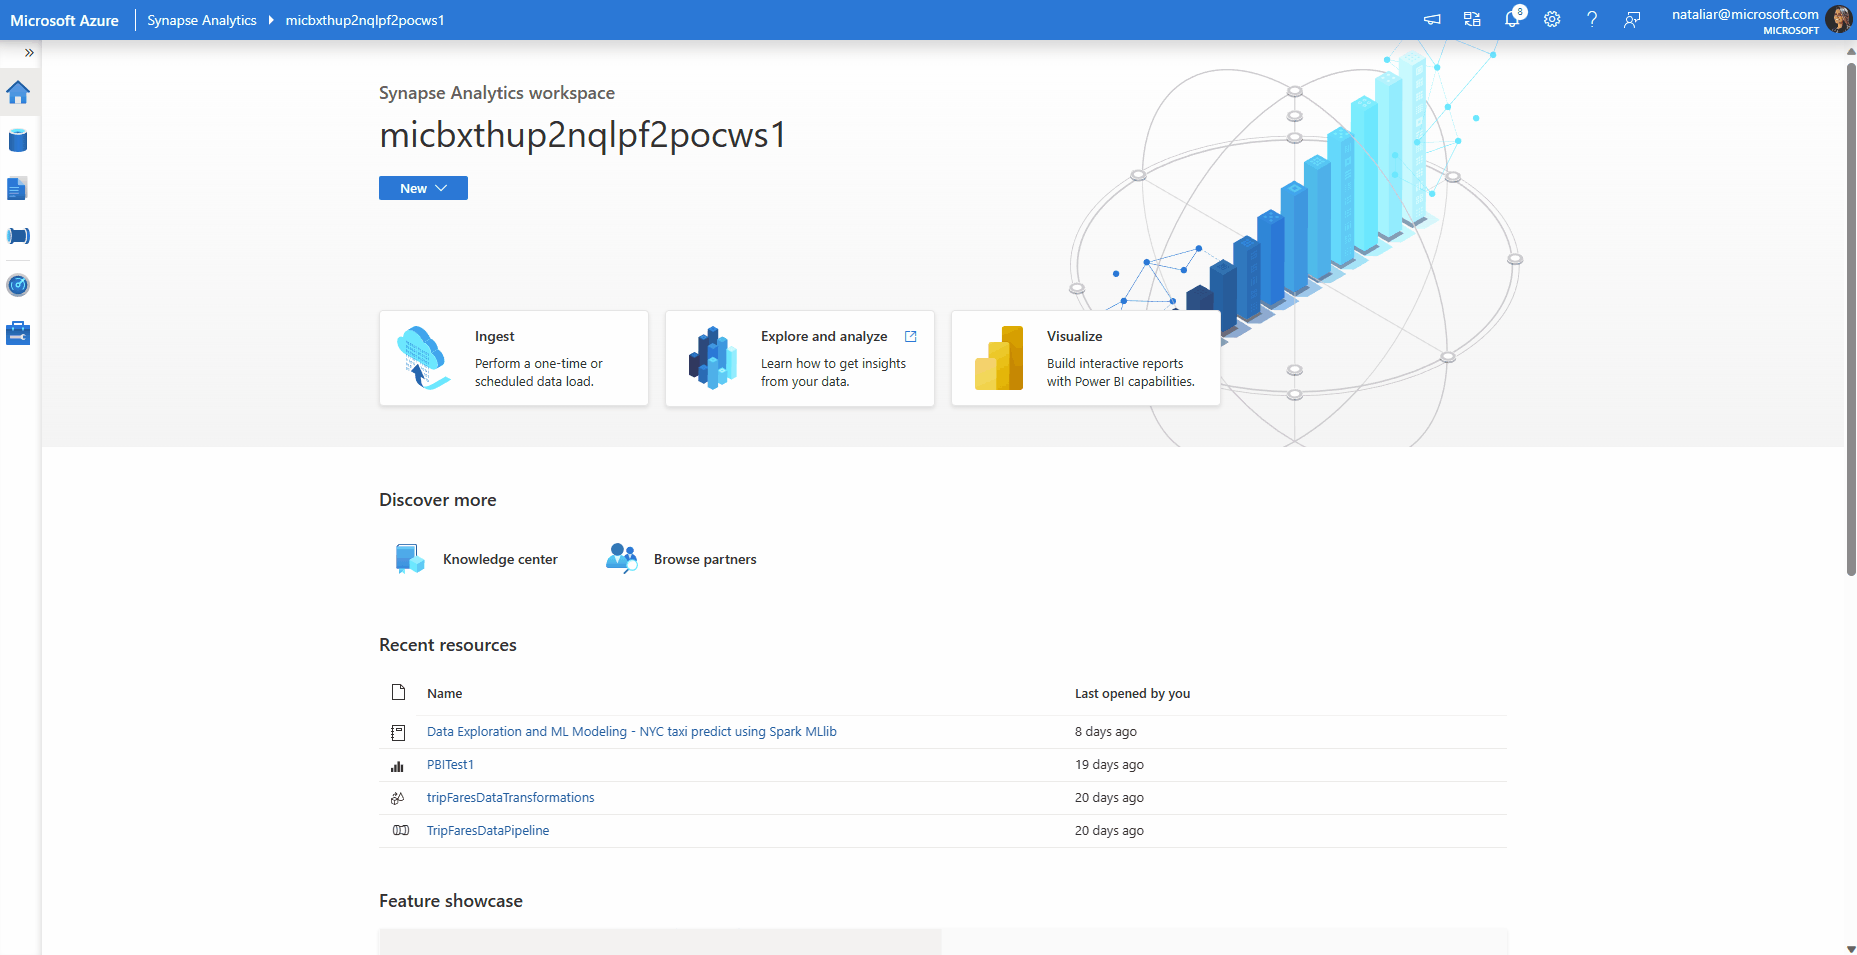 Microsoft Azure
Synapse Analytics
micbxthup2nqlpf2pocws1
8
nataliar@microsoft.com
MICROSOFT
Synapse Analytics workspace
micbxthup2nqlpf2pocws1
New
Ingest
Perform a one-time or
scheduled data load.
Explore and analyze
Learn how to get insights
from your data.
Visualize
Build interactive reports
with Power BI capabilities.
Discover more
Knowledge center
Browse partners
Recent resources
Name
Last opened by you
Data Exploration and ML Modeling - NYC taxi predict using Spark MLlib
8 days ago
PBITest1
19 days ago
tripFaresDataTransformations
20 days ago
TripFaresDataPipeline
20 days ago
Feature showcase